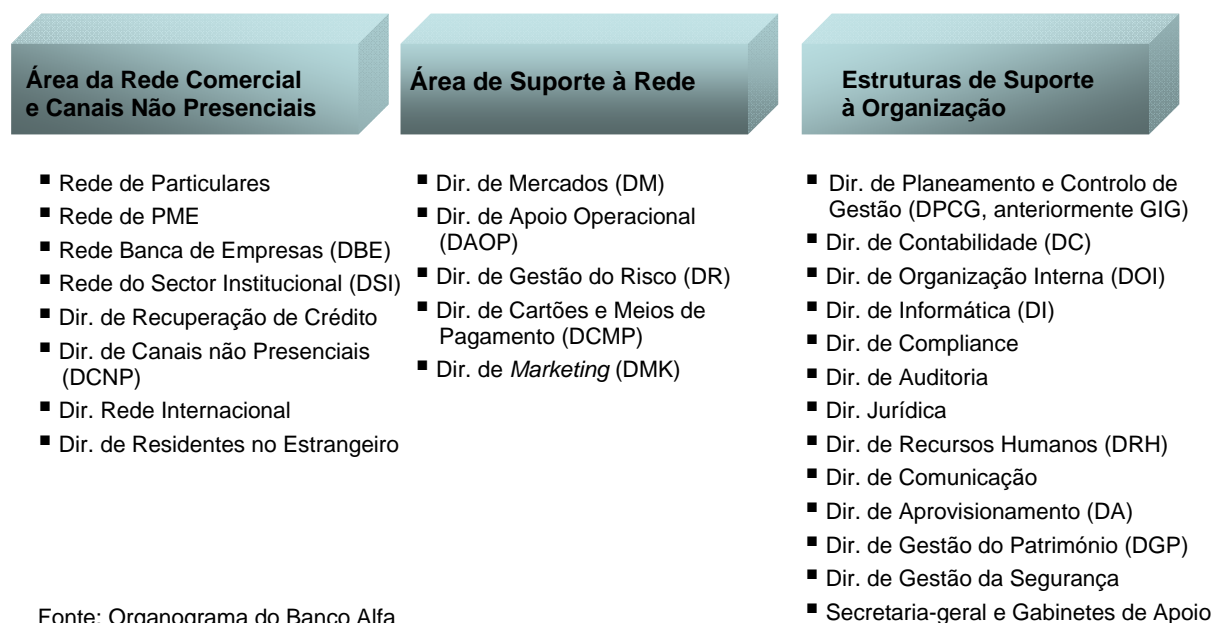 Área da Rede Comercial
e Canais Não Presenciais
▪ Rede de Particulares
▪ Rede de PME
▪ Rede Banca de Empresas (DBE)
▪ Rede do Sector Institucional (DSI)
▪ Dir. de Recuperação de Crédito
▪ Dir. de Canais não Presenciais
(DCNP)
▪ Dir. Rede Internacional
▪ Dir. de Residentes no Estrangeiro
Área de Suporte à Rede
▪ Dir. de Mercados (DM)
▪ Dir. de Apoio Operacional
(DAOP)
▪ Dir. de Gestão do Risco (DR)
▪ Dir. de Cartões e Meios de
Pagamento (DCMP)
▪ Dir. de Marketing (DMK)
Estruturas de Suporte
à Organização
▪ Dir. de Planeamento e Controlo de
Gestão (DPCG, anteriormente GIG)
▪ Dir. de Contabilidade (DC)
▪ Dir. de Organização Interna (DOI)
▪ Dir. de Informática (DI)
▪ Dir. de Compliance
▪ Dir. de Auditoria
▪ Dir. Jurídica
▪ Dir. de Recursos Humanos (DRH)
▪ Dir. de Comunicação
▪ Dir. de Aprovisionamento (DA)
▪ Dir. de Gestão do Património (DGP)
▪ Dir. de Gestão da Segurança
▪ Secretaria-geral e Gabinetes de Apoio
Fonte: Organograma do Banco Alfa